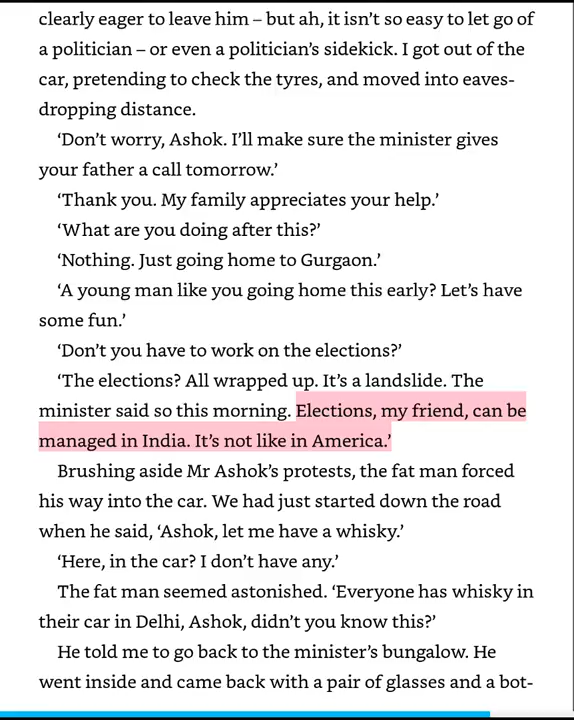 clearly eager to leave him – but ah, it isn’t so easy to let go of
a politician – or even a politician’s sidekick. I got out of the
car, pretending to check the tyres, and moved into eaves-
dropping distance.
‘Don’t worry, Ashok. I’ll make sure the minister gives
your father a call tomorrow.’
‘Thank you. My family appreciates your help.’
‘What are you doing after this?’
‘Nothing. Just going home to Gurgaon.’
‘A young man like you going home this early? Let’s have
some fun.’
‘Don’t you have to work on the elections?’
‘The elections? All wrapped up. It’s a landslide. The
minister said so this morning. Elections, my friend, can be
managed in India. It’s not like in America.’
Brushing aside Mr Ashok’s protests, the fat man forced
his way into the car. We had just started down the road
when he said, ‘Ashok, let me have a whisky.’
‘Here, in the car? I don’t have any.’
The fat man seemed astonished. ‘Everyone has whisky in
their car in Delhi, Ashok, didn’t you know this?’
He told me to go back to the minister’s bungalow. He
went inside and came back with a pair of glasses and a bot-